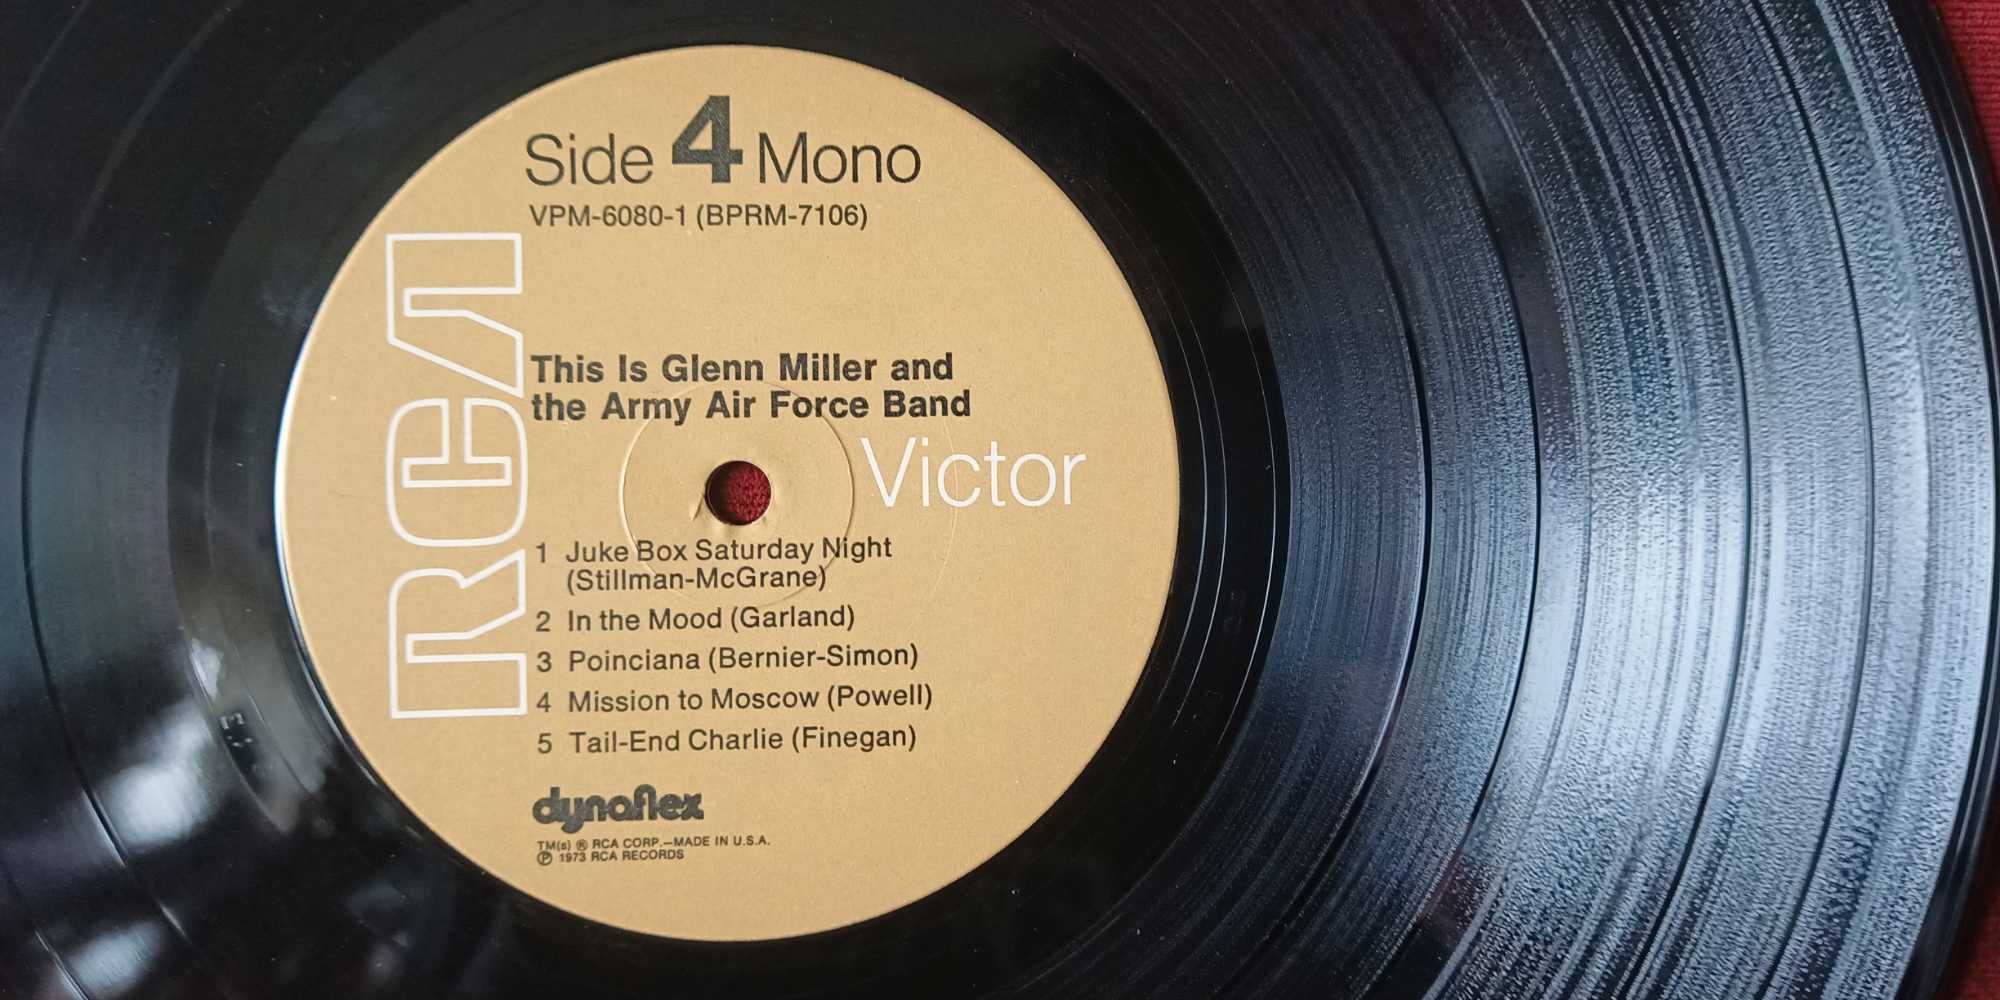 Side 4 Mono
VPM-6080-1 (BPRM-7106)
RCA
This Is Glenn Miller and
the Army Air Force Band
Victor
1 Juke Box Saturday Night
(Stillman-McGrane)
2 In the Mood (Garland)
3 Poinciana (Bernier-Simon)
4 Mission to Moscow (Powell)
5 Tail-End Charlie (Finegan)
dynaflex
TM(s) ® RCA CORP.—MADE IN U.S.A.
℗ 1973 RCA RECORDS